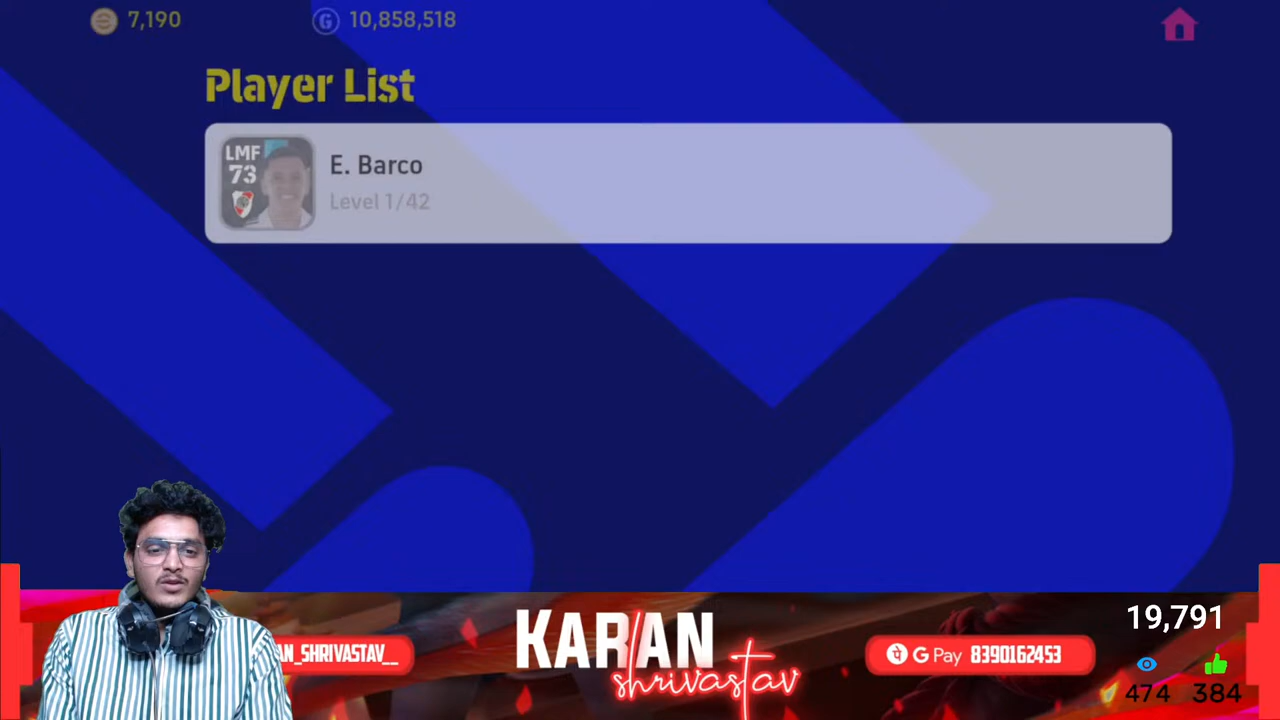 7,190
10,858,518
Player List
LMF
73
E. Barco
Level 1/42
KARAN
shrivastav
AN_SHRIVASTAV__
G Pay 8390162453
19,791
474
384